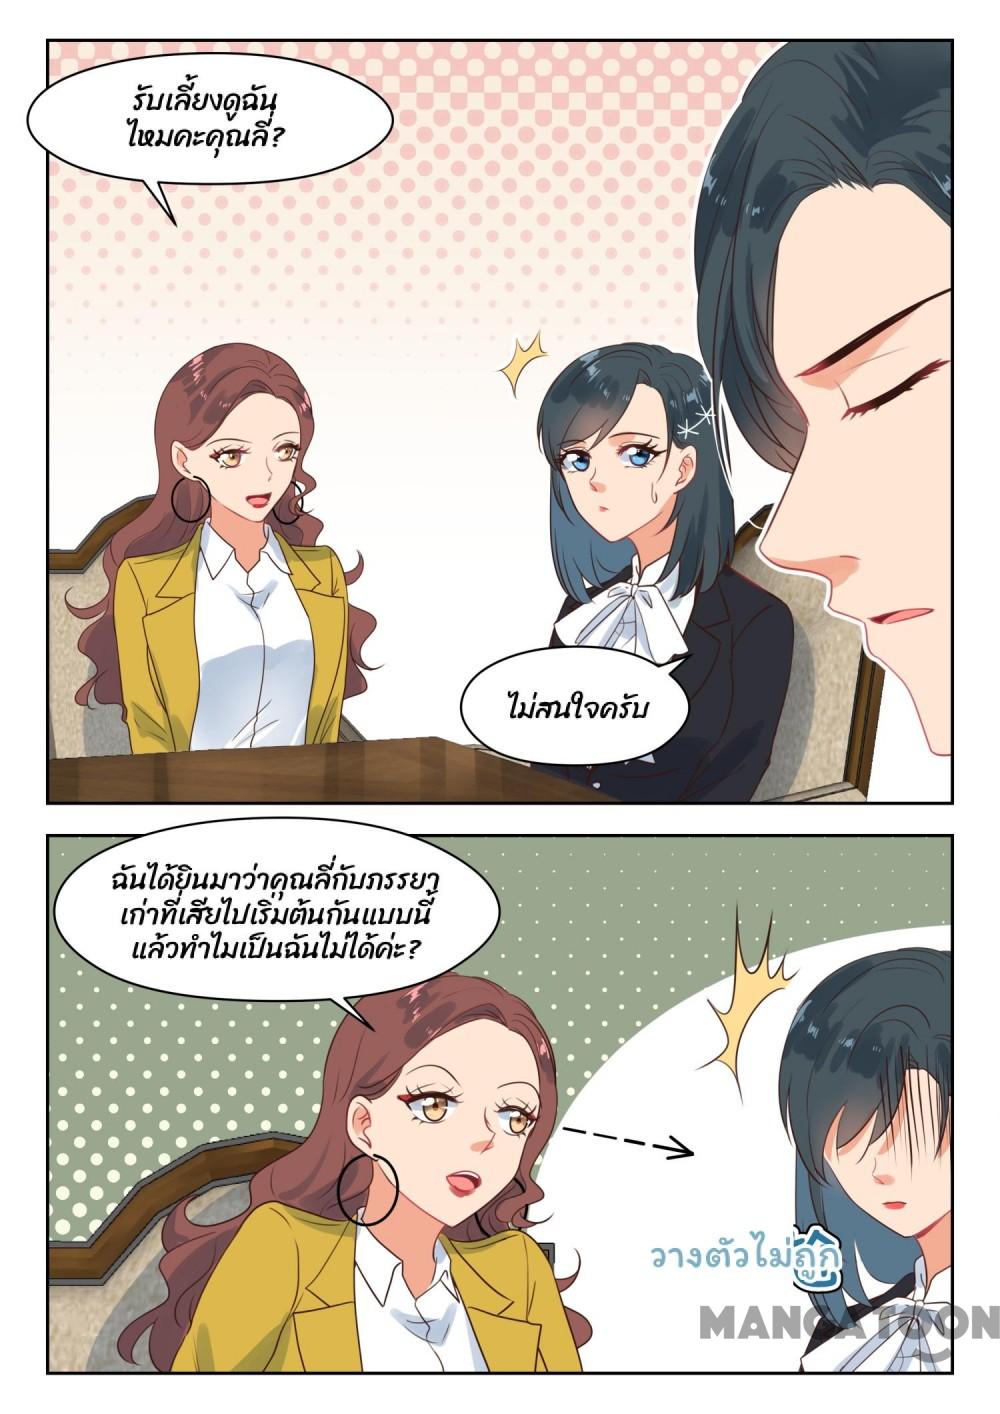 รับเลี้ยงดูฉัน
ไหมคะคุณลี่?
ไม่สนใจครับ
ฉันได้ยินมาว่าคุณลี่กับภรรยา
เก่าที่เสียไปเริ่มต้นกันแบบนี้
แล้วทำไมเป็นฉันไม่ได้ค่ะ?
วางตัวไม่ถูก
MANGATOON